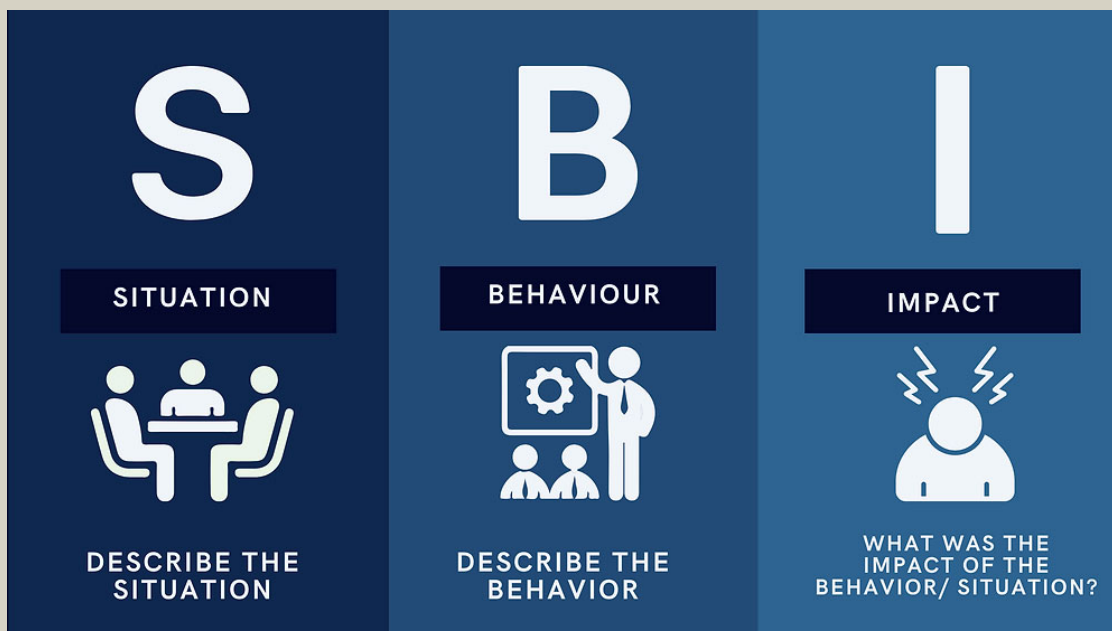 S
SITUATION
DESCRIBE THE
SITUATION
B
BEHAVIOUR
DESCRIBE THE
BEHAVIOR
I
IMPACT
WHAT WAS THE
IMPACT OF THE
BEHAVIOR/ SITUATION?